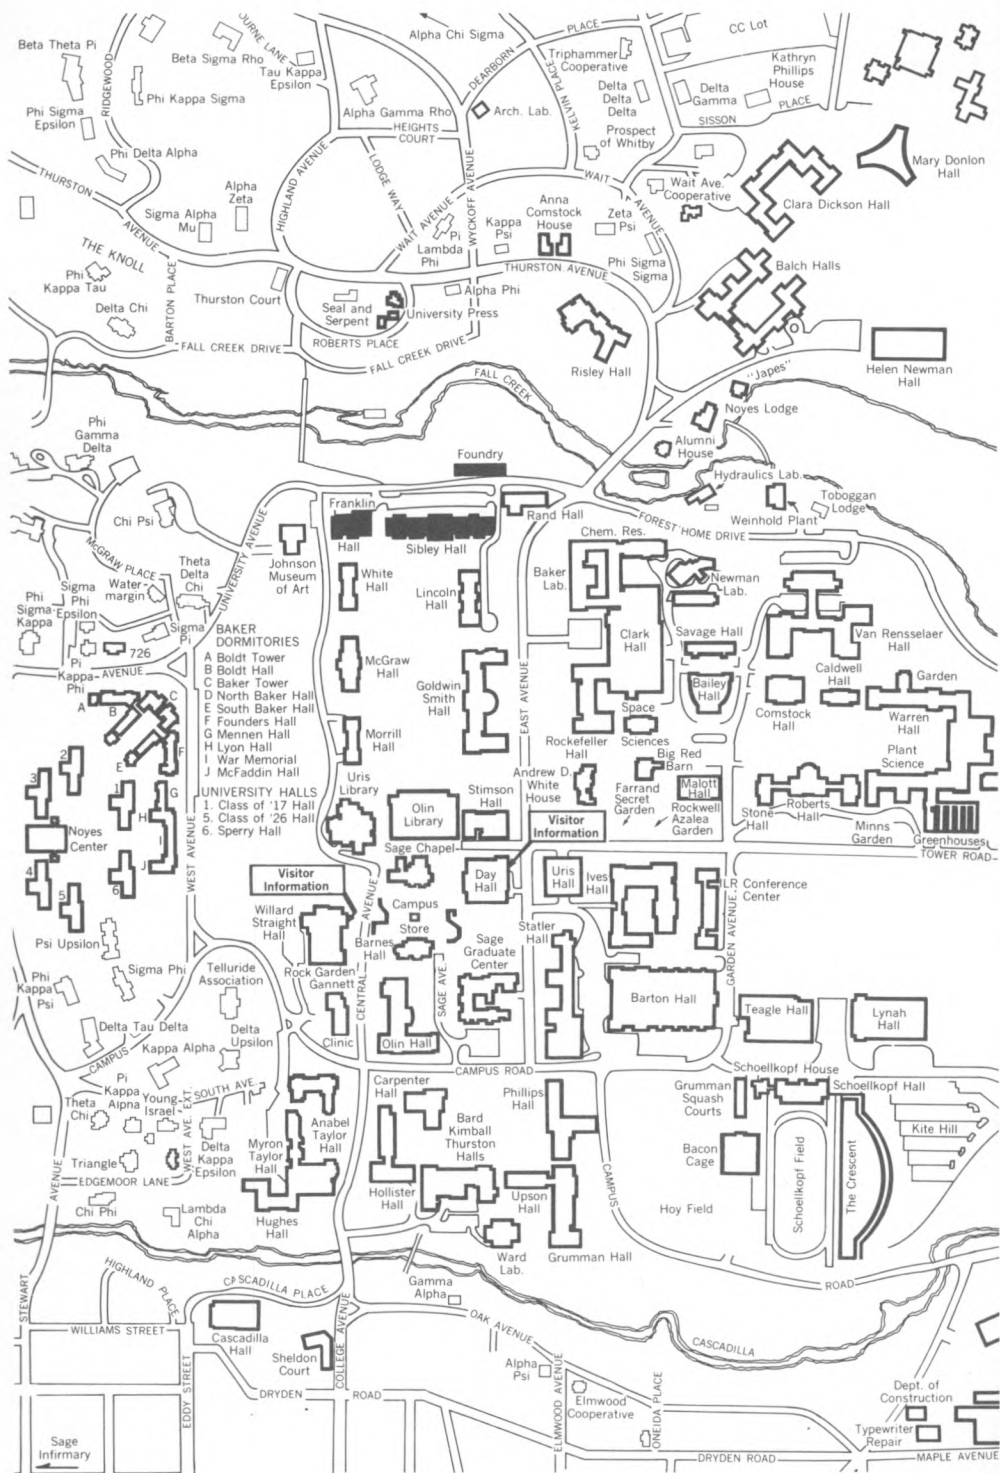 Alpha Chi Sigma
PLACE
CC Lot
Beta Theta Pi
Beta Sigma Rho
OURNE LANE
Tau Kappa
Epsilon
RIDGEWOOD
DEARBORN
KELVIN PLACE
Triphammer
Cooperative
Kathryn
Phillips
House
Phi Kappa Sigma
Phi Sigma
Epsilon
Alpha Gamma Rho
HEIGHTS
COURT
Arch. Lab.
Delta
Delta
Delta
Delta
Gamma
SISSON
PLACE
Prospect
of Whitby
Phi Delta Alpha
THURSTON
AVENUE
HIGHLAND AVENUE
LODGE WAY
WYCKOFF AVENUE
WAIT AVENUE
WAIT
AVENUE
Wait Ave.
Cooperative
Mary Donlon
Hall
Clara Dickson Hall
Alpha
Zeta
Sigma Alpha
Mu
Pi
Lambda
Phi
Kappa
Psi
Anna
Comstock
House
Zeta
Psi
Phi Sigma
Sigma
THE KNOLL
Phi
Kappa Tau
BARTON PLACE
Thurston Court
THURSTON AVENUE
Alpha Phi
Balch Halls
Delta Chi
Seal and
Serpent
University Press
ROBERTS PLACE
FALL CREEK DRIVE
FALL CREEK DRIVE
FALL CREEK
Risley Hall
Helen Newman
Hall
"Japes"
Noyes Lodge
Alumni
House
Phi
Gamma
Delta
Foundry
Hydraulics Lab.
Toboggan
Lodge
Weinhold Plant
FOREST HOME DRIVE
Chi Psi
UNIVERSITY AVENUE
Franklin
Hall
Sibley Hall
Rand Hall
Chem. Res.
McGRAW PLACE
Theta
Delta
Chi
Johnson
Museum
of Art
White
Hall
Lincoln
Hall
Baker
Lab.
Newman
Lab.
Water-
margin
Sigma
Phi
Epsilon
Phi
Sigma
Kappa
Sigma
Pi
726
Pi
Kappa
Phi
AVENUE
BAKER
DORMITORIES
A Boldt Tower
B Boldt Hall
C Baker Tower
D North Baker Hall
E South Baker Hall
F Founders Hall
G Mennen Hall
H Lyon Hall
I War Memorial
J McFaddin Hall
UNIVERSITY HALLS
1. Class of '17 Hall
5. Class of '26 Hall
6. Sperry Hall
McGraw
Hall
Goldwin
Smith
Hall
Clark
Hall
Savage Hall
Van Rensselaer
Hall
Caldwell
Hall
Bailey
Hall
Comstock
Hall
Garden
Warren
Hall
Plant
Science
Morrill
Hall
EAST AVENUE
Space
Sciences
Rockefeller
Hall
Big Red
Barn
A
B
C
E
F
G
H
I
J
1
2
3
4
5
6
Noyes
Center
WEST AVENUE
Uris
Library
Olin
Library
Stimson
Hall
Andrew D.
White
House
Farrand
Secret
Garden
Malott
Hall
Rockwell
Azalea
Garden
Stone
Hall
Roberts
Hall
Minns
Garden
Greenhouses
TOWER ROAD
Visitor
Information
Sage Chapel
Day
Hall
Uris
Hall
Ives
Hall
ILR Conference
Center
Visitor
Information
Willard
Straight
Hall
CENTRAL
AVENUE
Campus
Store
Barnes
Hall
Statler
Hall
GARDEN AVENUE
Psi Upsilon
Sigma Phi
Telluride
Association
Rock Garden
Gannett
Clinic
SAGE AVE.
Sage
Graduate
Center
Olin Hall
Barton Hall
Teagle Hall
Lynah
Hall
Phi
Kappa
Psi
Delta Tau Delta
CAMPUS
Kappa Alpha
Delta
Upsilon
CAMPUS ROAD
Schoellkopf House
Schoellkopf Hall
Pi
Kappa
Alpna
Theta
Chi
Young
Israel
SOUTH AVE.
WEST AVE. EXT.
Delta
Kappa
Epsilon
Myron
Taylor
Hall
Anabel
Taylor
Hall
Carpenter
Hall
Bard
Kimball
Thurston
Halls
Phillips
Hall
Grumman
Squash
Courts
Kite Hill
Bacon
Cage
Schoellkopf Field
The Crescent
Triangle
EDGEMOOR LANE
Chi Phi
Lambda
Chi
Alpha
Hughes
Hall
Hollister
Hall
Upson
Hall
Ward
Lab.
Grumman Hall
CAMPUS
Hoy Field
ROAD
STEWART
AVENUE
HIGHLAND
PLACE
CASCADILLA PLACE
Gamma
Alpha
WILLIAMS STREET
Cascadilla
Hall
OAK AVENUE
CASCADILLA
Sheldon
Court
COLLEGE AVENUE
EDDY STREET
DRYDEN
ROAD
Alpha
Psi
ELMWOOD AVENUE
Elmwood
Cooperative
ONEIDA PLACE
Dept. of
Construction
Typewriter
Repair
Sage
Infirmary
DRYDEN ROAD
MAPLE AVENUE